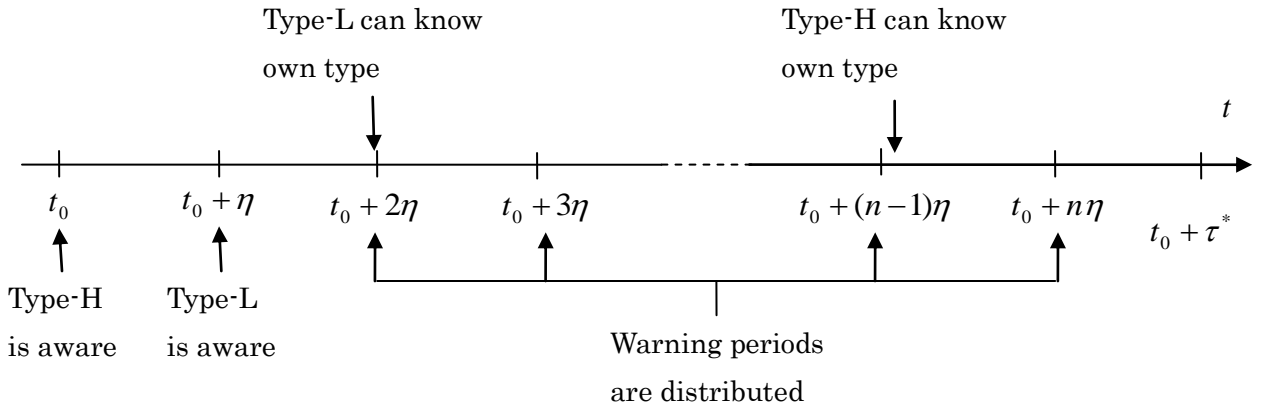 Type-L can know
own type
Type-H can know
own type
t
t₀
t₀ + η
t₀ + 2η
t₀ + 3η
t₀ + (n − 1)η
t₀ + nη
t₀ + τ*
Type-H
is aware
Type-L
is aware
Warning periods
are distributed